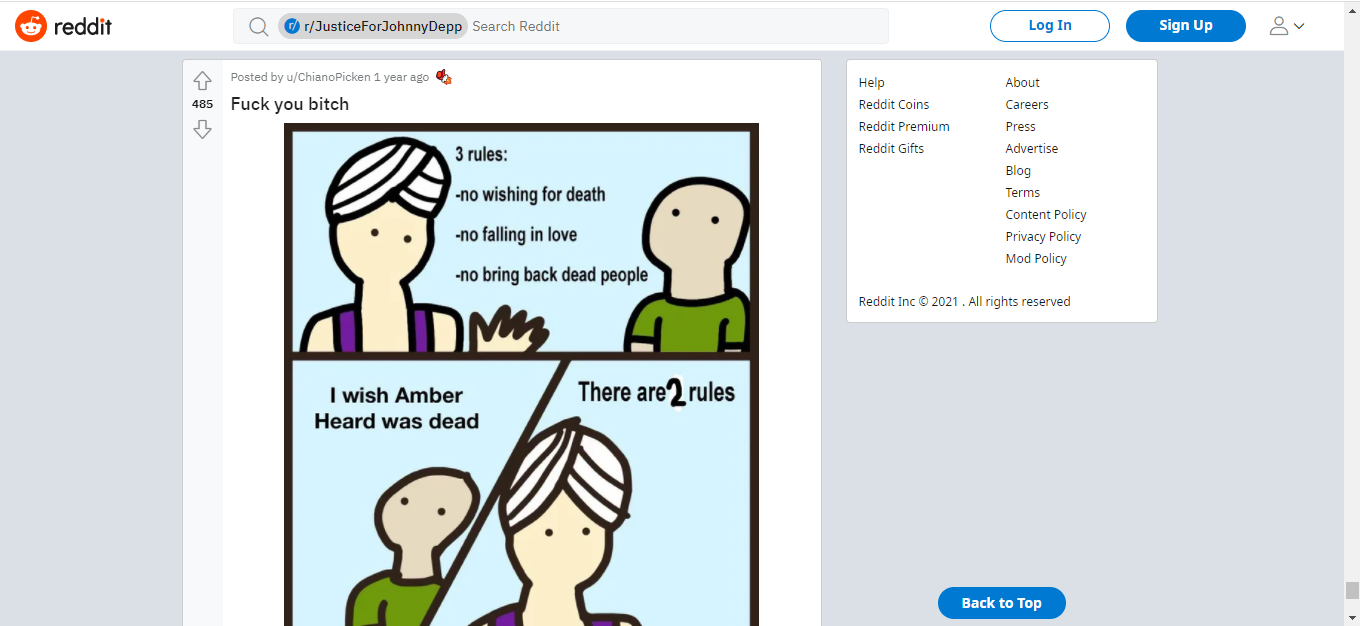 reddit
r/JusticeForJohnnyDepp Search Reddit
Log In
Sign Up
Posted by u/ChianoPicken 1 year ago
485
Fuck you bitch
3 rules:
-no wishing for death
-no falling in love
-no bring back dead people
I wish Amber
Heard was dead
There are 2 rules
Help
Reddit Coins
Reddit Premium
Reddit Gifts
About
Careers
Press
Advertise
Blog
Terms
Content Policy
Privacy Policy
Mod Policy
Reddit Inc © 2021 . All rights reserved
Back to Top